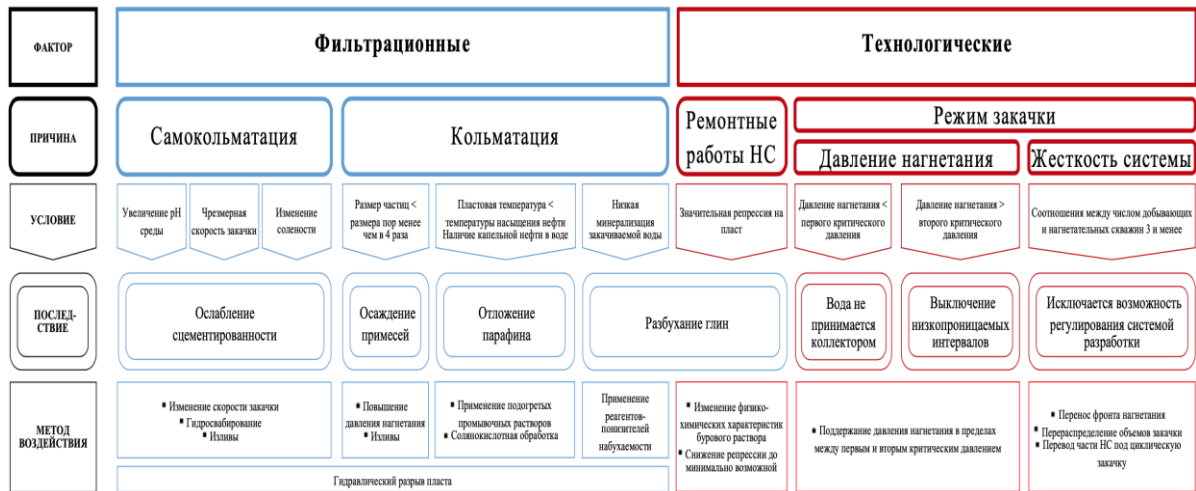 ФАКТОР
Фильтрационные
Технологические
ПРИЧИНА
Самокольматация
Кольматация
Ремонтные
работы НС
Режим закачки
Давление нагнетания
Жесткость системы
УСЛОВИЕ
Увеличение pH
среды
Чрезмерная
скорость закачки
Изменение
солености
Размер частиц <
размера пор менее
чем в 4 раза
Пластовая температура <
температуры насыщения нефти
Наличие капельной нефти в воде
Низкая
минерализация
закачиваемой воды
Значительная репрессия на
пласт
Давление нагнетания <
первого критического
давления
Давление нагнетания >
второго критического
давления
Соотношения между числом добывающих
и нагнетательных скважин 3 и менее
ПОСЛЕД-
СТВИЕ
Ослабление
сцементированности
Осаждение
примесей
Отложение
парафина
Разбухание глин
Вода не
принимается
коллектором
Выключение
низкопроницаемых
интервалов
Исключается возможность
регулирования системой
разработки
МЕТОД
ВОЗДЕЙСТВИЯ
▪ Изменение скорости закачки
▪ Гидросвабирование
▪ Изливы
▪ Повышение
давления нагнетания
▪ Изливы
▪ Применение подогретых
промывочных растворов
▪ Солянокислотная обработка
Применение
реагентов-
понизителей
набухаемости
▪ Изменение физико-
химических характеристик
бурового раствора
▪ Снижение репрессии до
минимально возможной
▪ Поддержание давления нагнетания в пределах
между первым и вторым критическим давлением
▪ Перенос фронта нагнетания
▪ Перераспределение объемов закачки
▪ Перевод части НС под циклическую
закачку
Гидравлический разрыв пласта